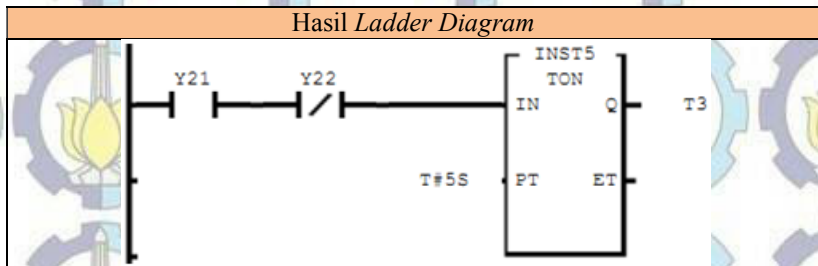 Hasil Ladder Diagram
INST5
Y21 Y22 TON
IN Q T3
T#5S PT ET